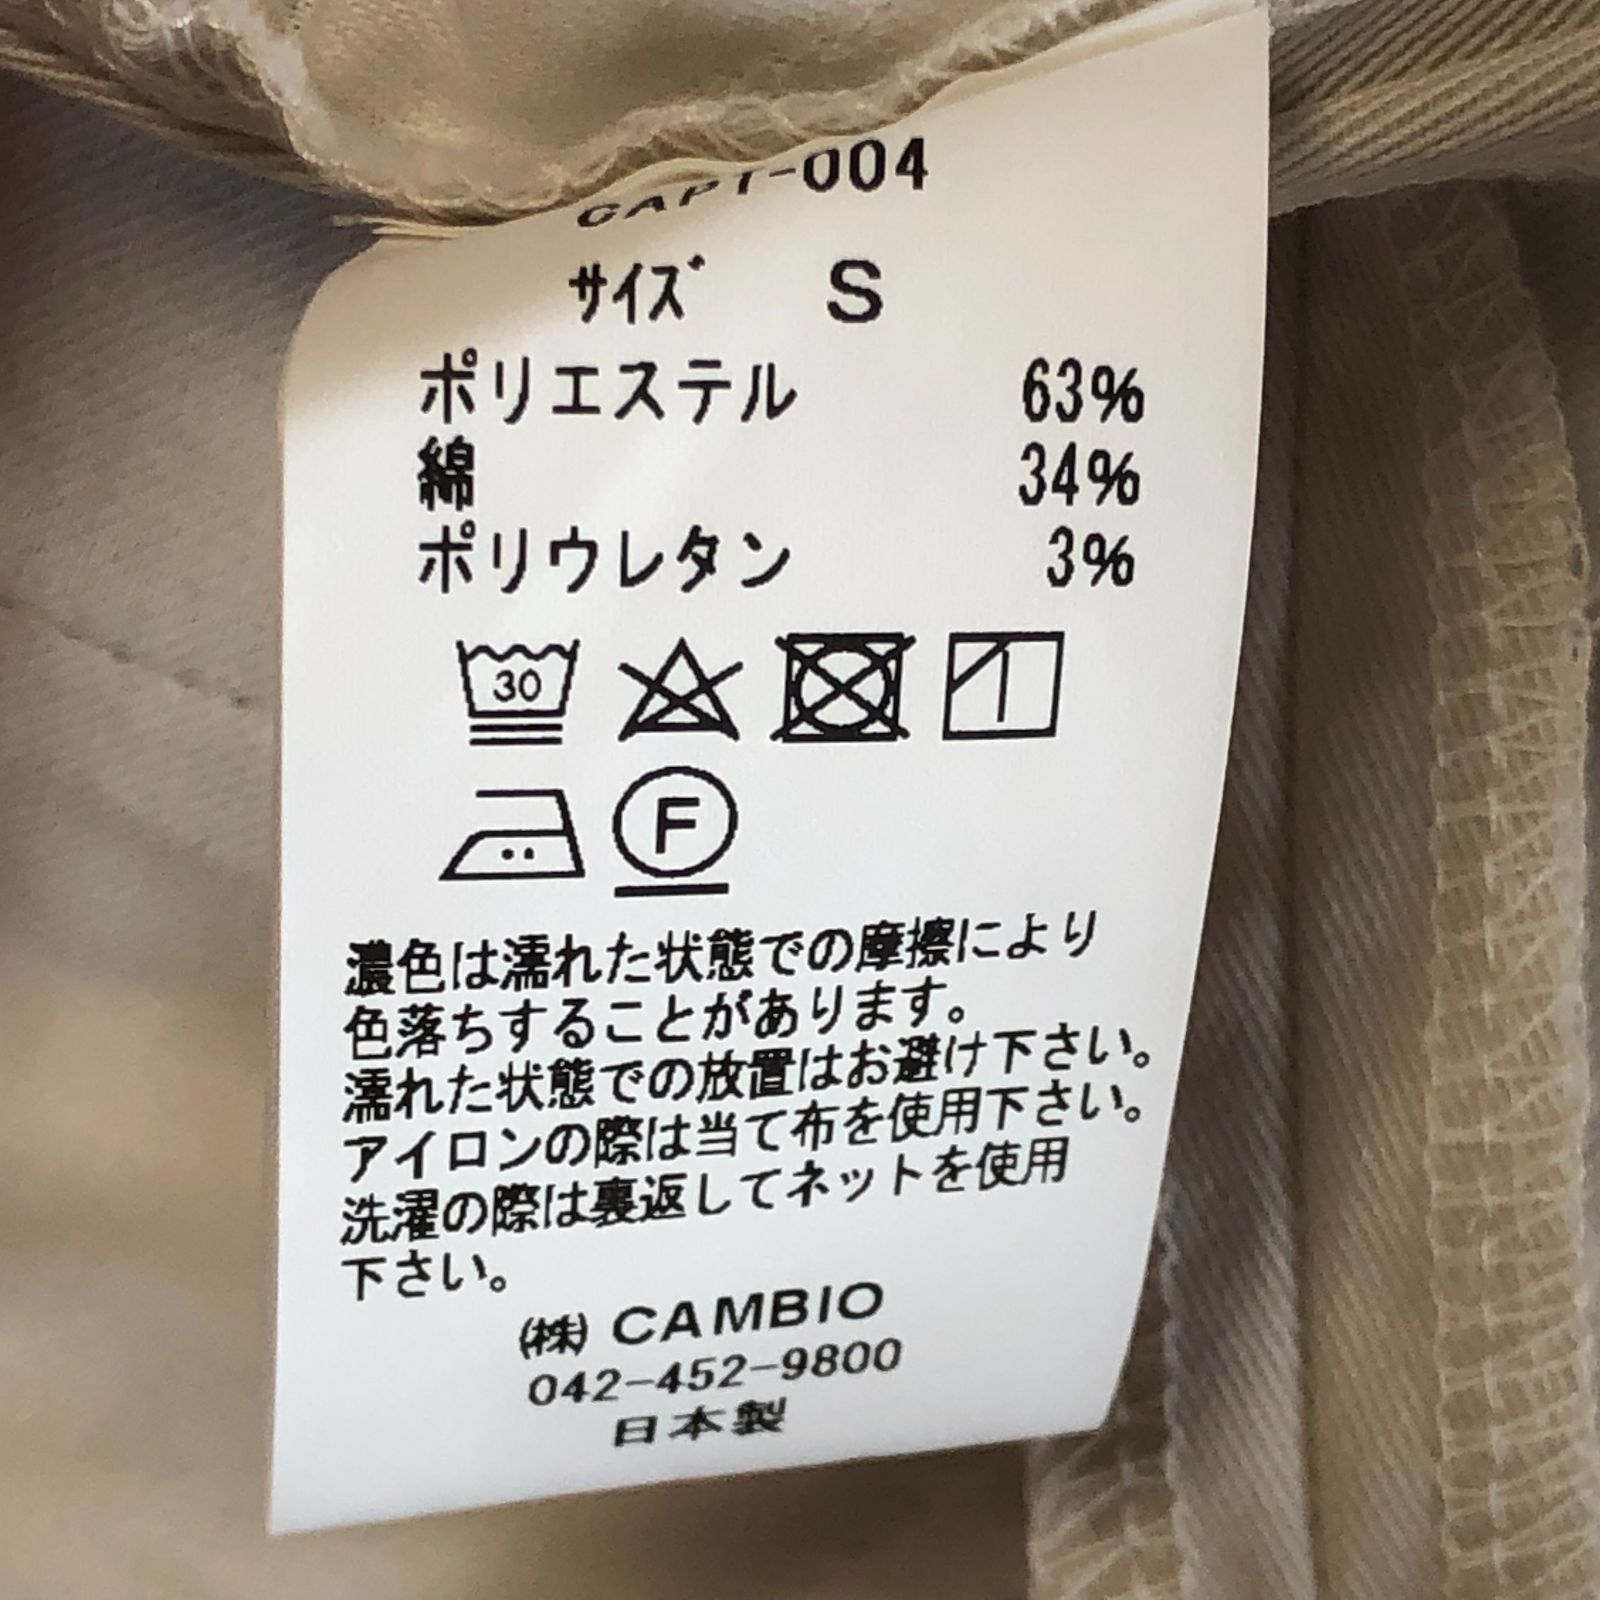 CAPT-004
サイズ S
ポリエステル 63%
綿 34%
ポリウレタン 3%
30
F
濃色は濡れた状態での摩擦により
色落ちすることがあります。
濡れた状態での放置はお避け下さい。
アイロンの際は当て布を使用下さい。
洗濯の際は裏返してネットを使用
下さい。
(株) CAMBIO
042-452-9800
日本製